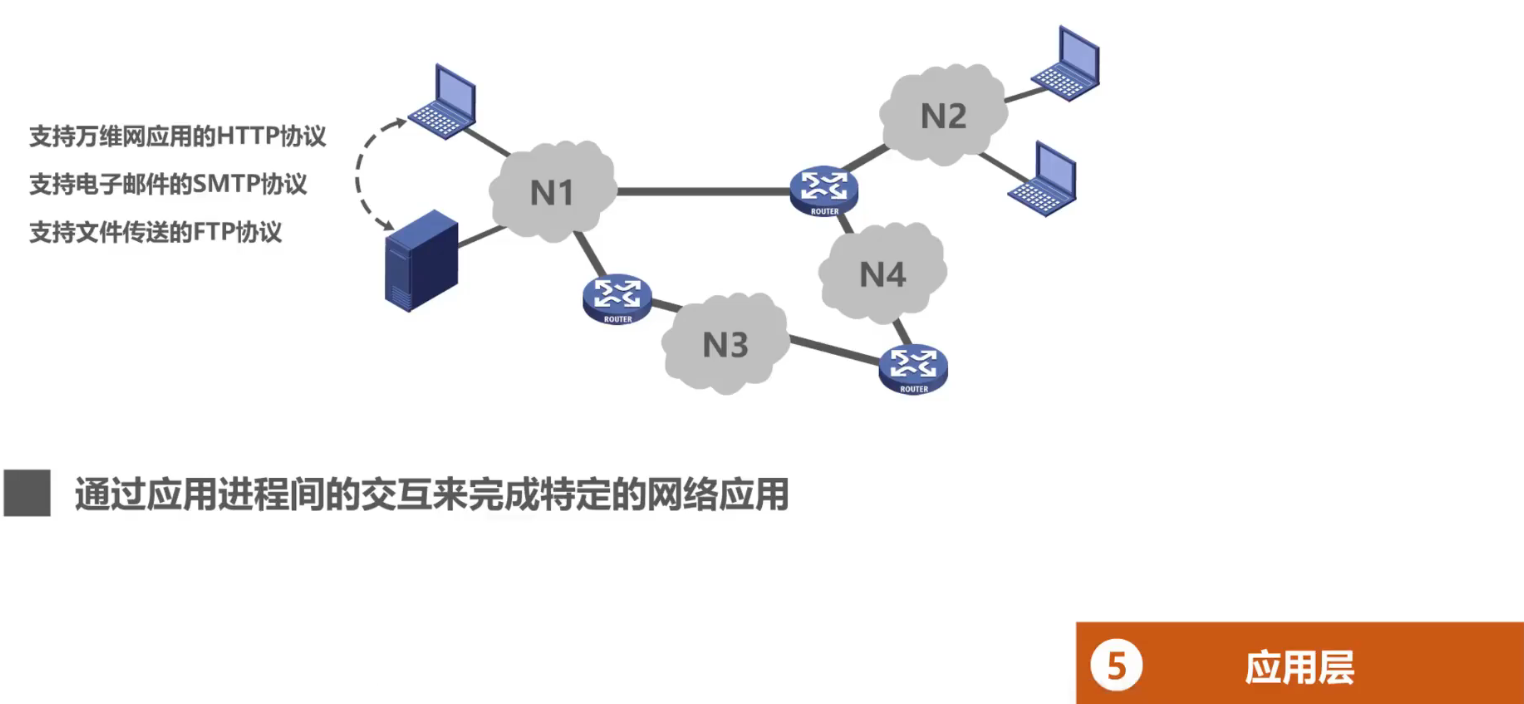 支持万维网应用的HTTP协议
支持电子邮件的SMTP协议
支持文件传送的FTP协议
N1
N2
ROUTER
N4
ROUTER
N3
ROUTER
通过应用进程间的交互来完成特定的网络应用
5 应用层